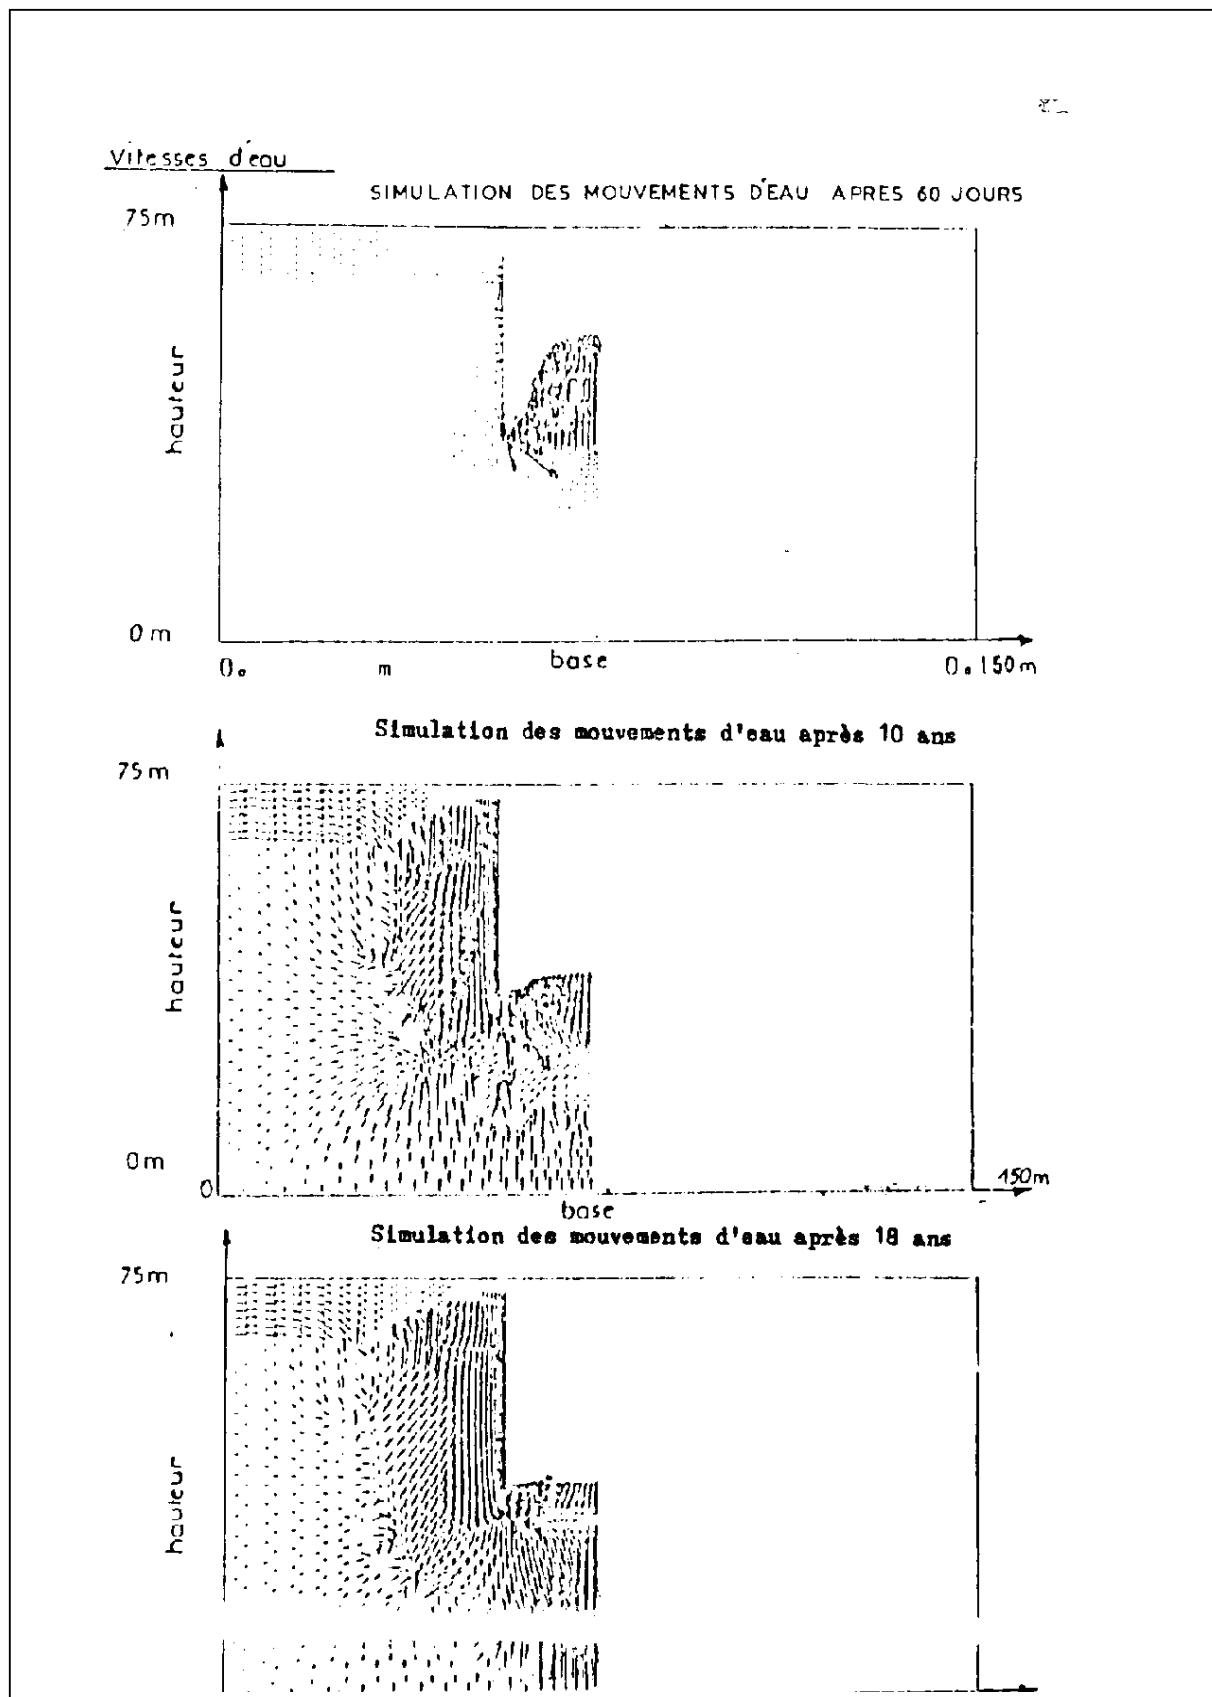 Vitesses d'eau
SIMULATION DES MOUVEMENTS D'EAU APRES 60 JOURS
75m
hauteur
0 m
0. m base 0.150m
Simulation des mouvements d'eau après 10 ans
75m
hauteur
0m
0 150m
base
Simulation des mouvements d'eau après 18 ans
75m
hauteur